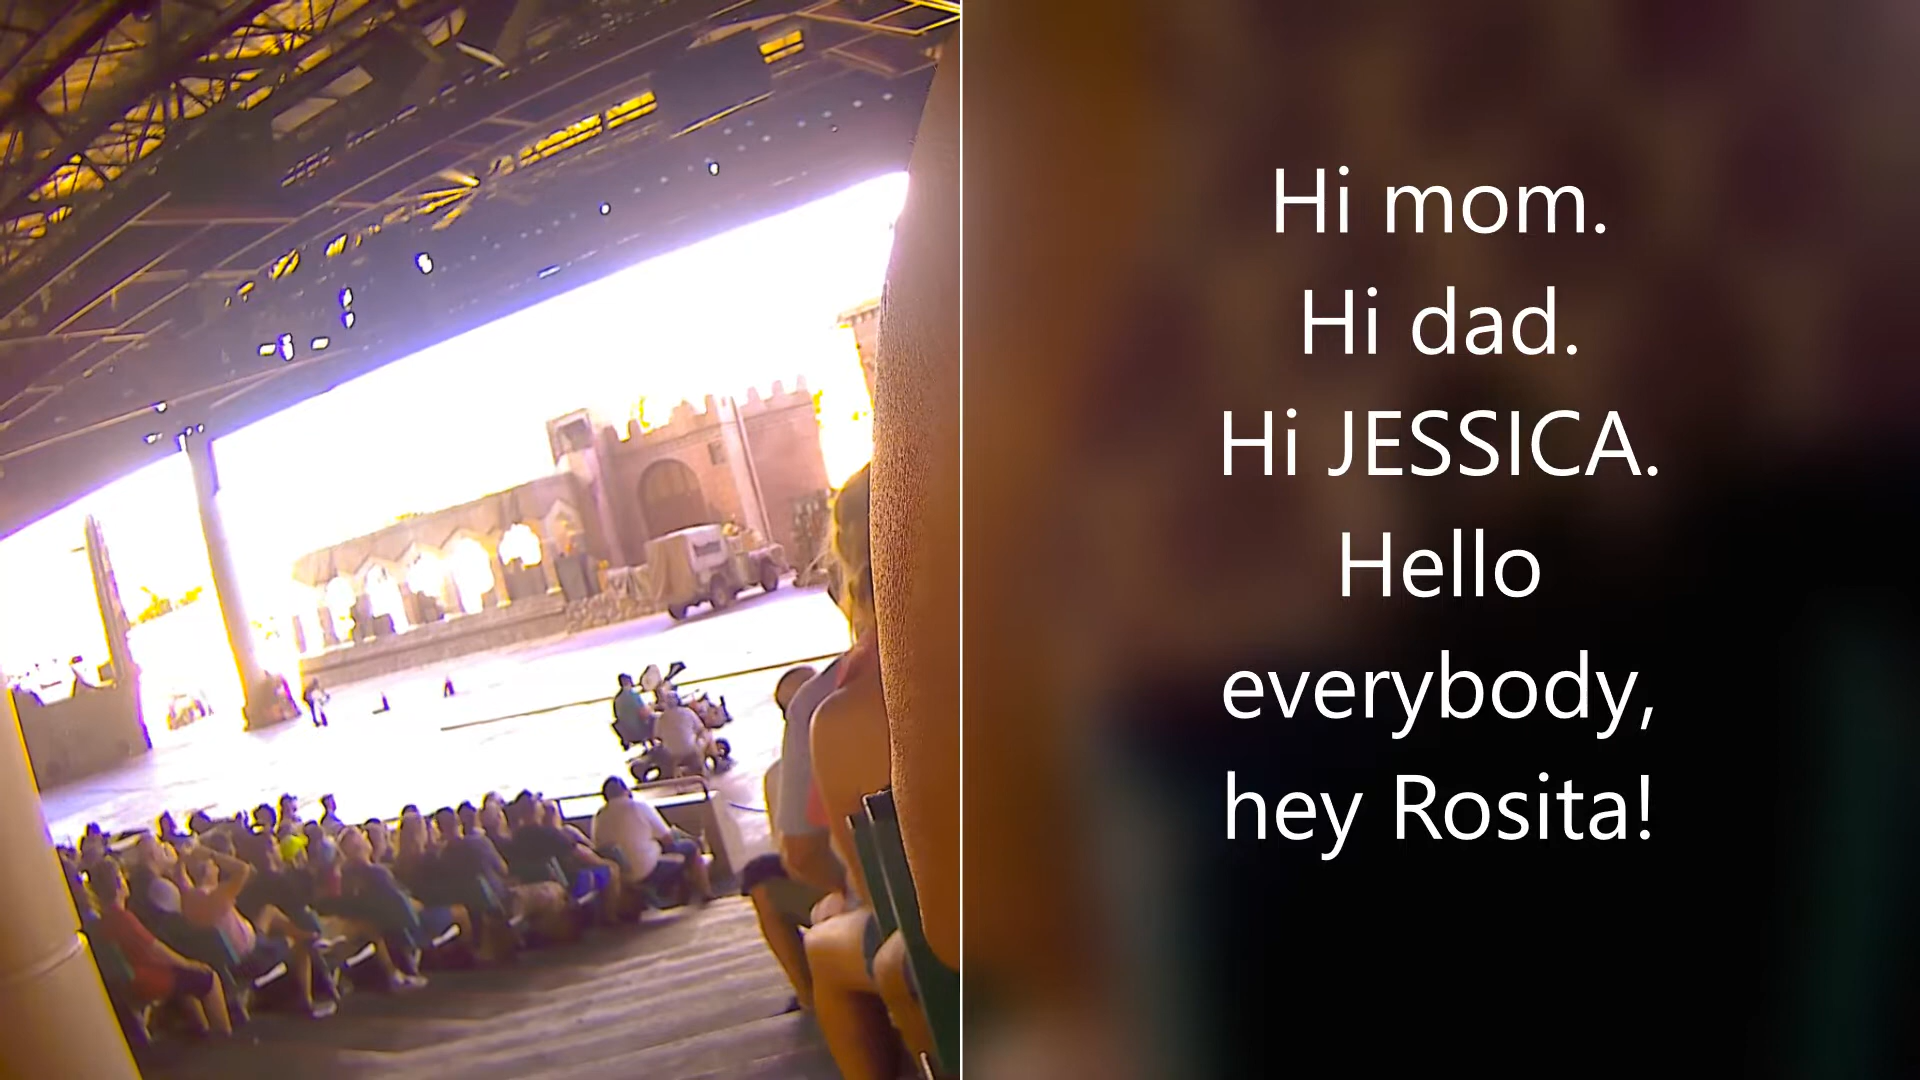 Hi mom.
Hi dad.
Hi JESSICA.
Hello
everybody,
hey Rosita!